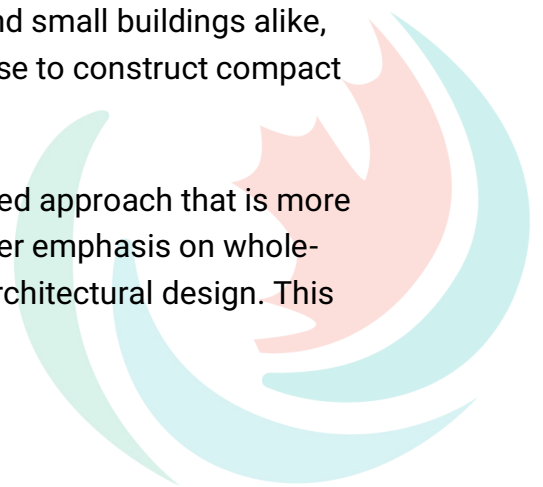 nd small buildings alike,
se to construct compact
ed approach that is more
er emphasis on whole-
rchitectural design. This